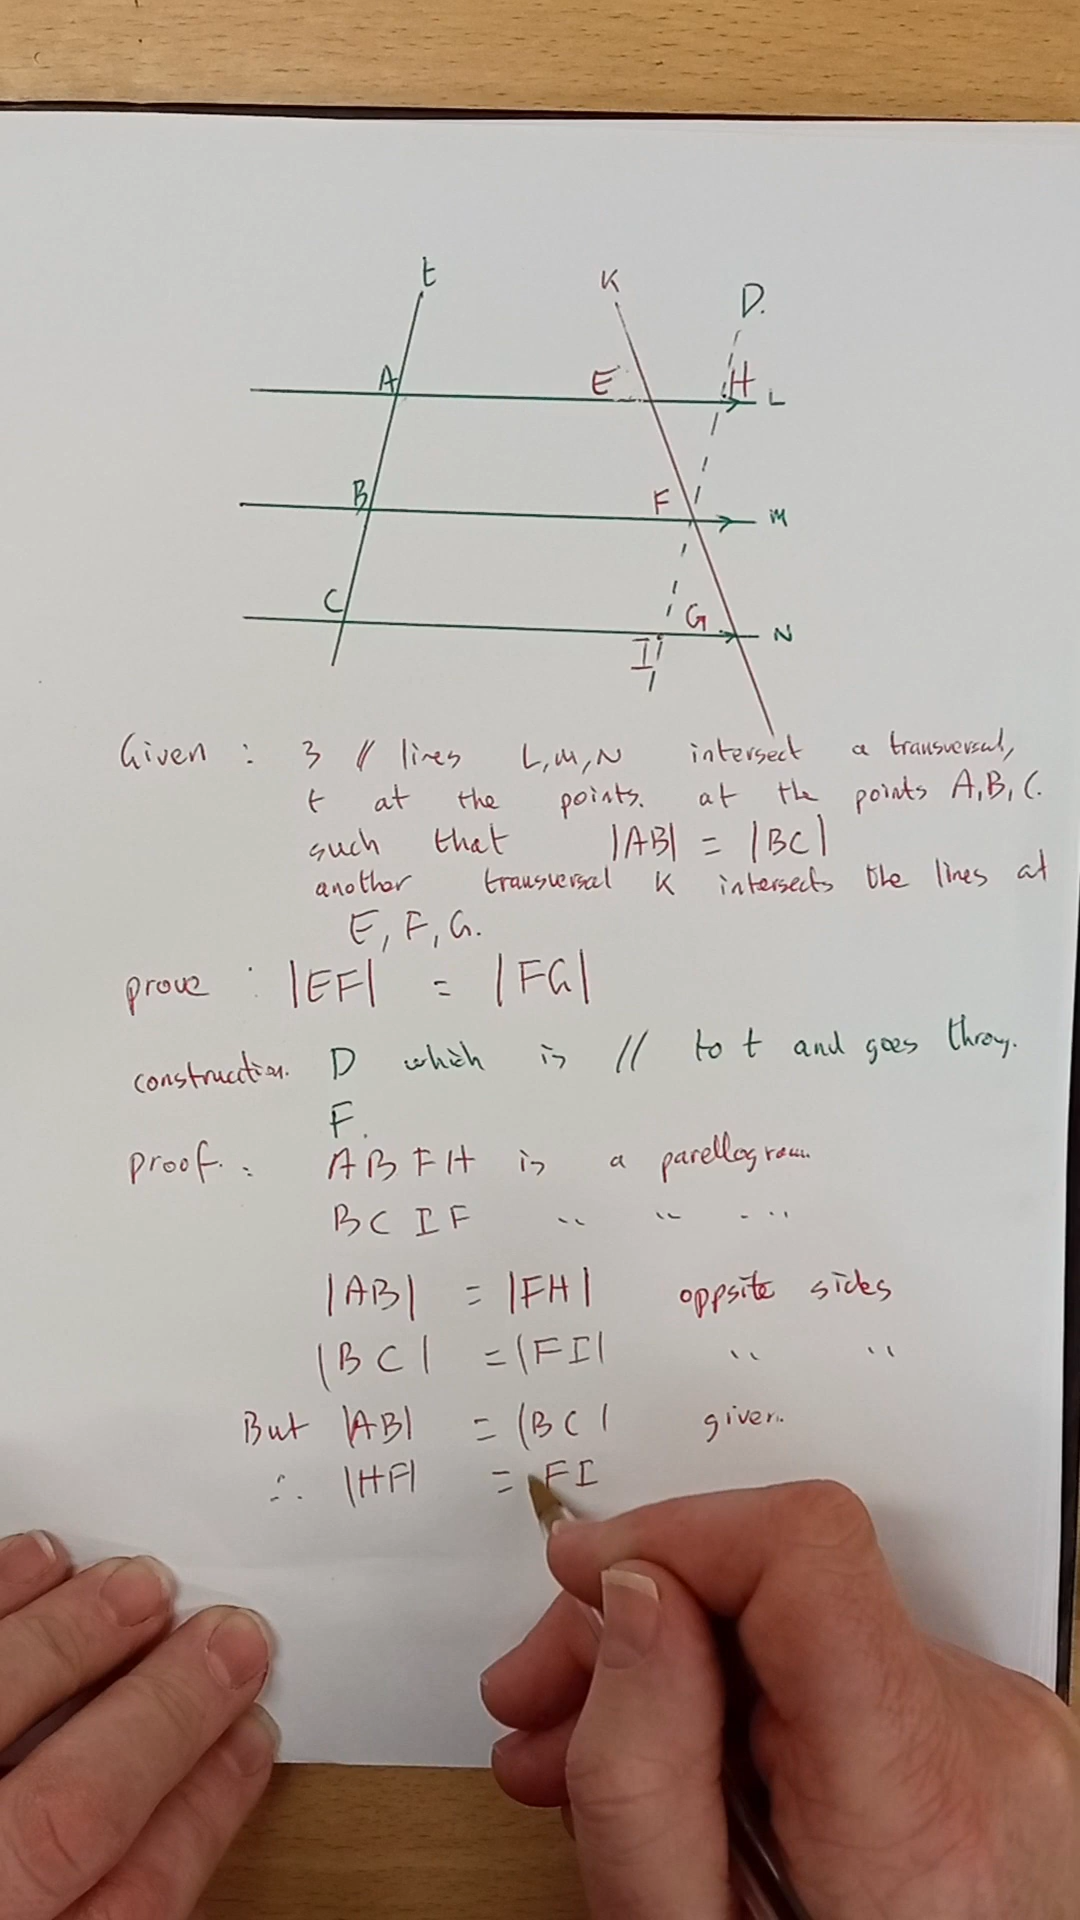 t K D.
A E H L
B F M
C G N
I
Given : 3 // lines L, M, N intersect a transversal,
t at the points. at the points A, B, C.
such that |AB| = |BC|
another transversal K intersects the lines at
E, F, G.
prove : |EF| = |FG|
construction. D which is // to t and goes throu.
F.
proof. : ABFH is a parellogram
BCIF " " "
|AB| = |FH| oppsite sides
|BC| = |FI| " "
But |AB| = |BC| given.
∴ |HF| = FI